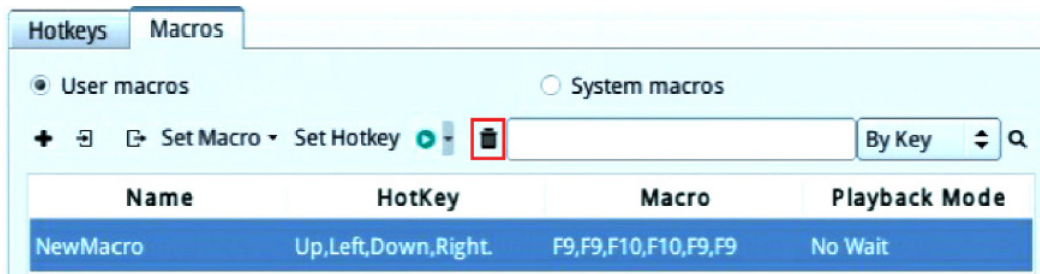 Hotkeys Macros
User macros System macros
Set Macro Set Hotkey By Key
Name HotKey Macro Playback Mode
NewMacro Up,Left,Down,Right. F9,F9,F10,F10,F9,F9 No Wait